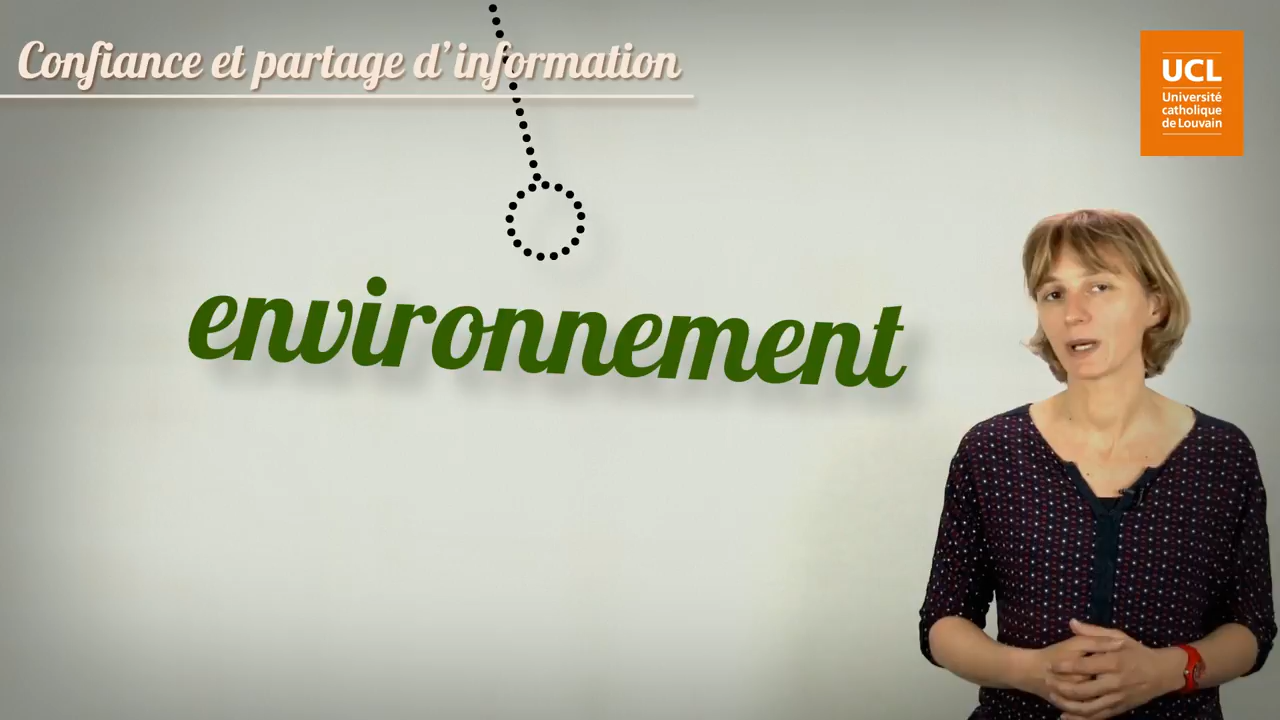 Confiance et partage d'information
UCL
Université
catholique
de Louvain
environnement